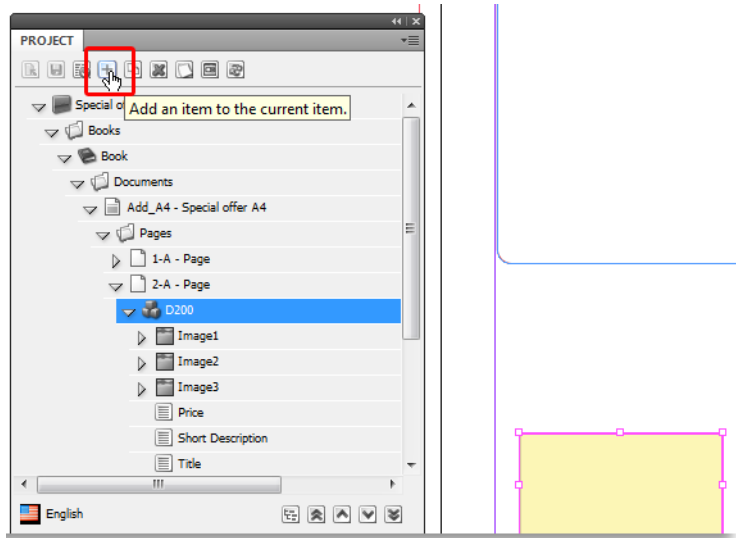 PROJECT
Special o
Add an item to the current item.
Books
Book
Documents
Add_A4 - Special offer A4
Pages
1-A - Page
2-A - Page
D200
Image1
Image2
Image3
Price
Short Description
Title
English